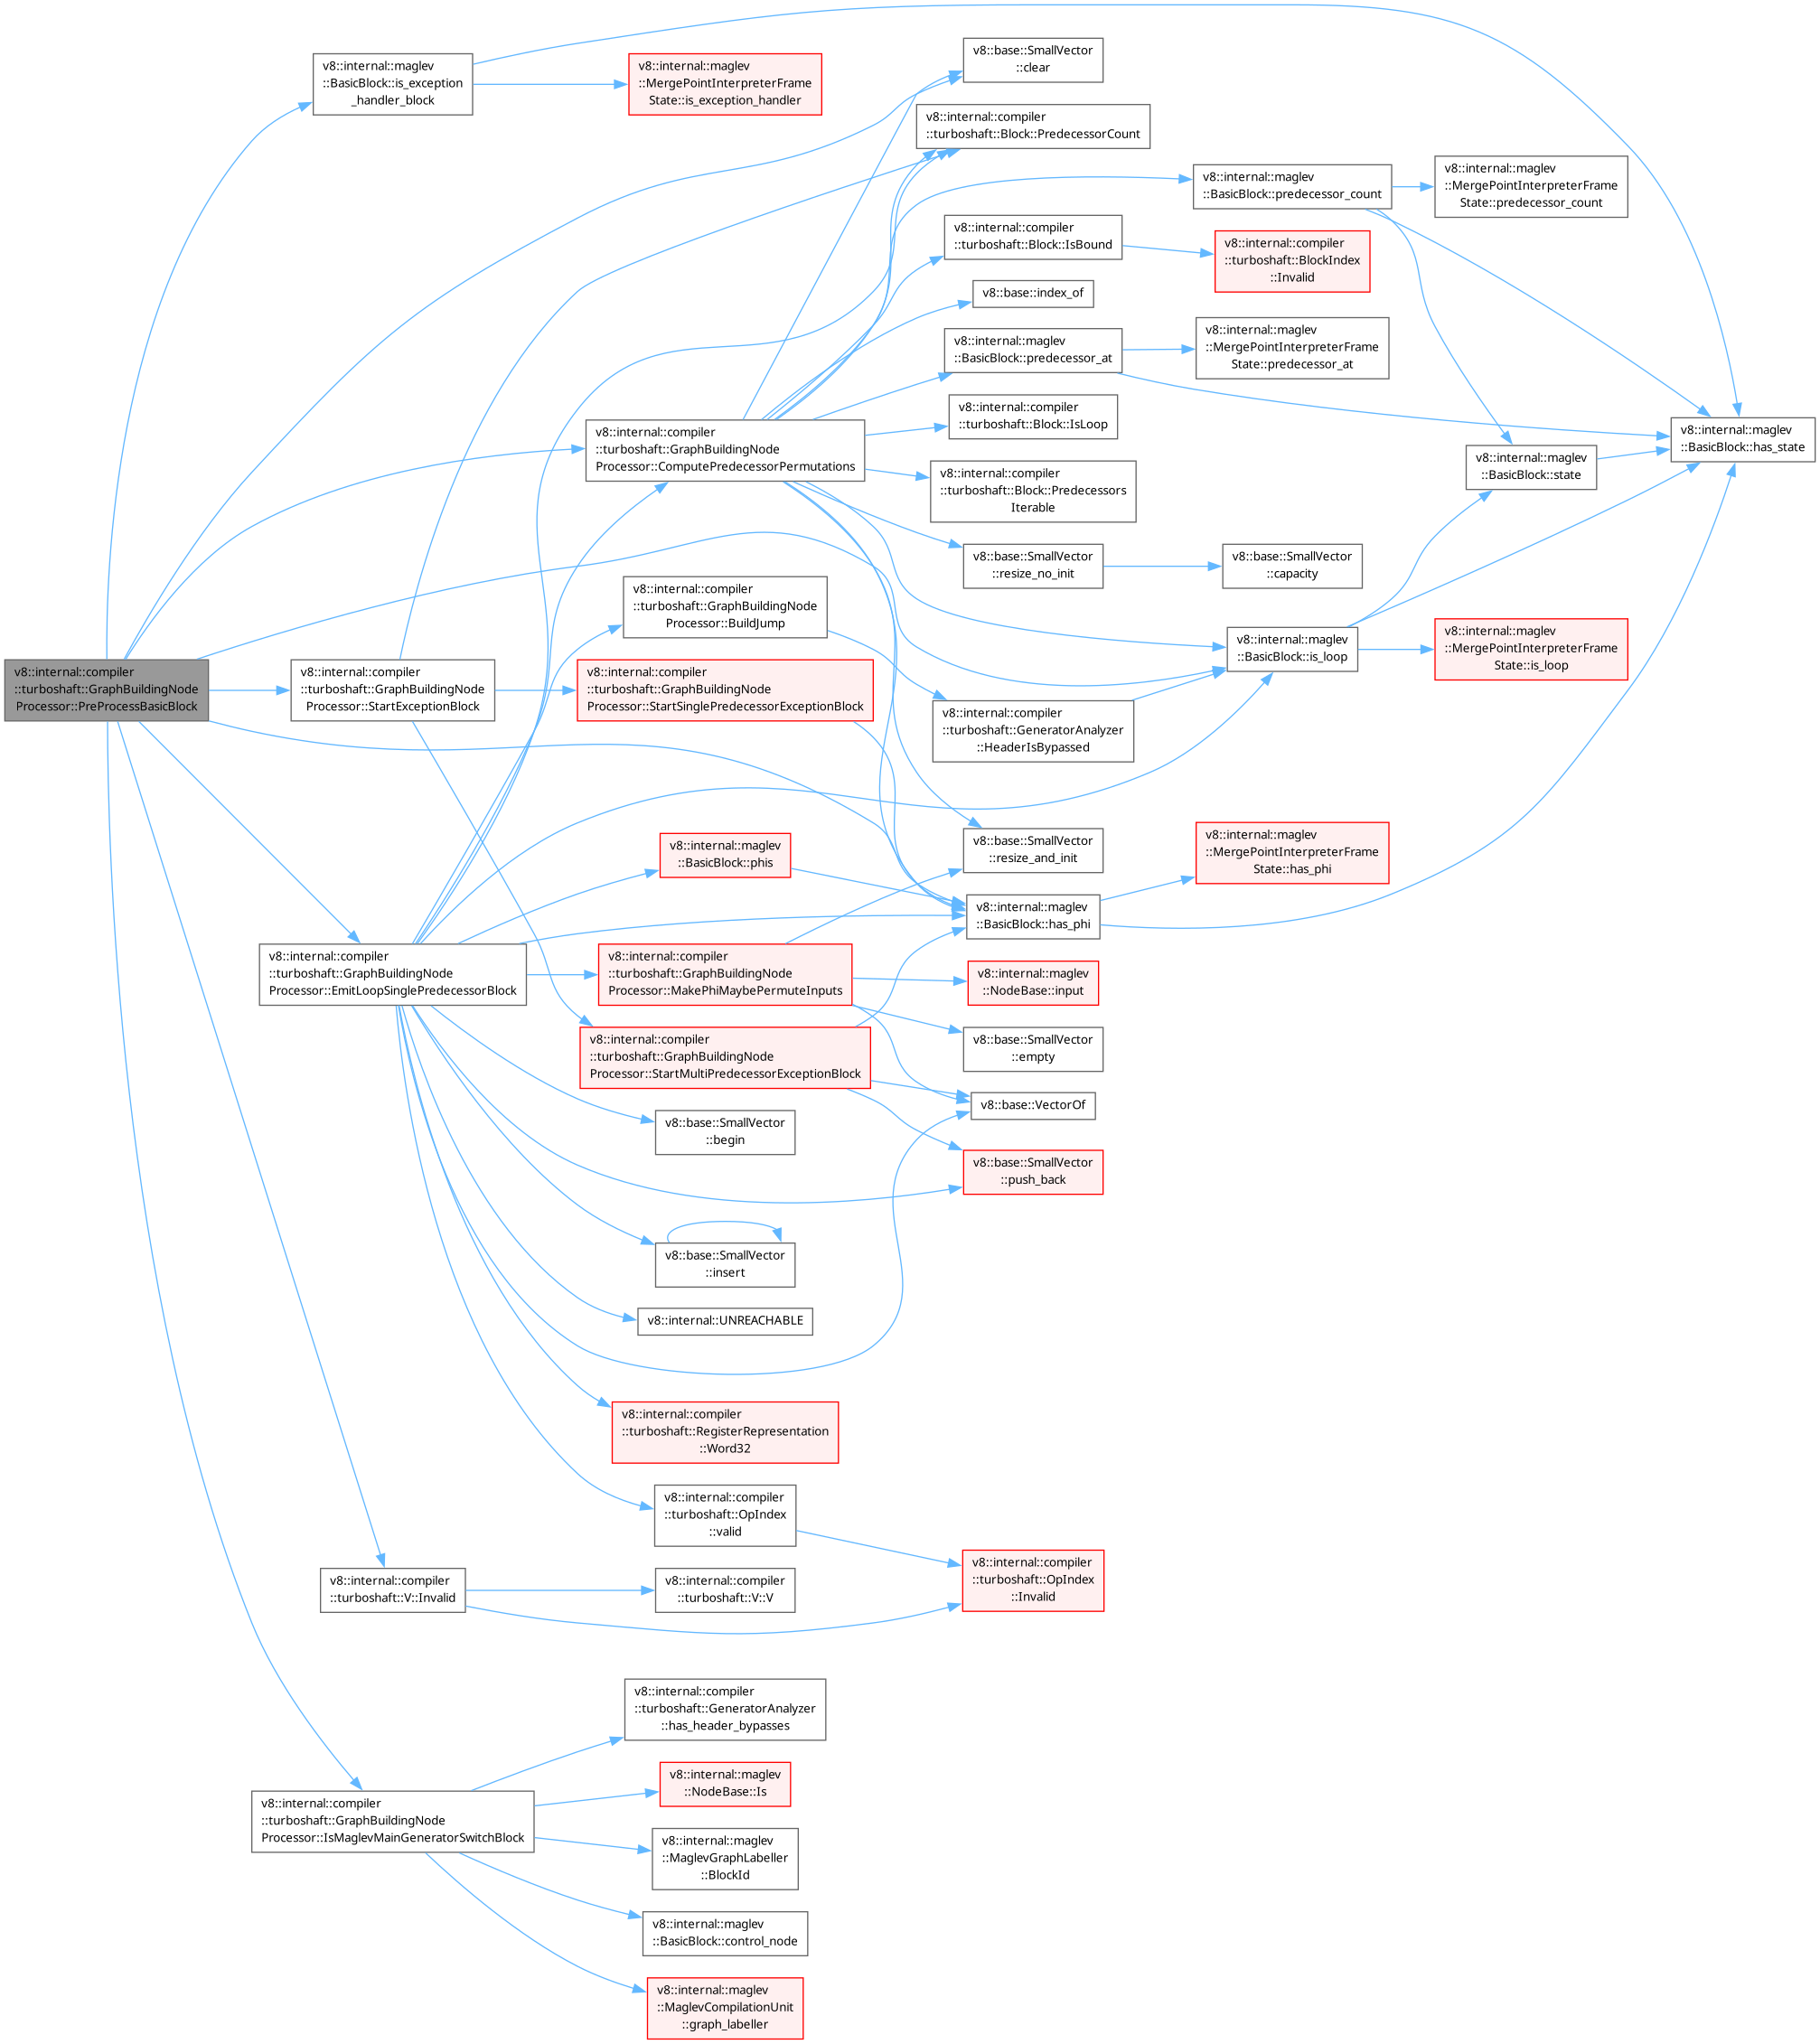 v8::internal::compiler
::turboshaft::GraphBuildingNode
Processor::PreProcessBasicBlock
v8::internal::maglev
::BasicBlock::is_exception
_handler_block
v8::internal::compiler
::turboshaft::GraphBuildingNode
Processor::StartExceptionBlock
v8::internal::compiler
::turboshaft::GraphBuildingNode
Processor::EmitLoopSinglePredecessorBlock
v8::internal::compiler
::turboshaft::V::Invalid
v8::internal::compiler
::turboshaft::GraphBuildingNode
Processor::IsMaglevMainGeneratorSwitchBlock
v8::internal::maglev
::MergePointInterpreterFrame
State::is_exception_handler
v8::internal::compiler
::turboshaft::GraphBuildingNode
Processor::ComputePredecessorPermutations
v8::internal::compiler
::turboshaft::GraphBuildingNode
Processor::BuildJump
v8::internal::compiler
::turboshaft::GraphBuildingNode
Processor::StartSinglePredecessorExceptionBlock
v8::internal::maglev
::BasicBlock::phis
v8::internal::compiler
::turboshaft::GraphBuildingNode
Processor::MakePhiMaybePermuteInputs
v8::internal::compiler
::turboshaft::GraphBuildingNode
Processor::StartMultiPredecessorExceptionBlock
v8::base::SmallVector
::begin
v8::base::SmallVector
::insert
v8::internal::UNREACHABLE
v8::internal::compiler
::turboshaft::RegisterRepresentation
::Word32
v8::internal::compiler
::turboshaft::OpIndex
::valid
v8::internal::compiler
::turboshaft::V::V
v8::internal::compiler
::turboshaft::GeneratorAnalyzer
::has_header_bypasses
v8::internal::maglev
::NodeBase::Is
v8::internal::maglev
::MaglevGraphLabeller
::BlockId
v8::internal::maglev
::BasicBlock::control_node
v8::internal::maglev
::MaglevCompilationUnit
::graph_labeller
v8::base::SmallVector
::clear
v8::internal::compiler
::turboshaft::Block::PredecessorCount
v8::internal::compiler
::turboshaft::Block::IsBound
v8::base::index_of
v8::internal::maglev
::BasicBlock::predecessor_at
v8::internal::compiler
::turboshaft::Block::IsLoop
v8::internal::compiler
::turboshaft::Block::Predecessors
Iterable
v8::base::SmallVector
::resize_no_init
v8::internal::compiler
::turboshaft::GeneratorAnalyzer
::HeaderIsBypassed
v8::base::SmallVector
::resize_and_init
v8::internal::maglev
::BasicBlock::has_phi
v8::internal::maglev
::NodeBase::input
v8::base::SmallVector
::empty
v8::base::VectorOf
v8::base::SmallVector
::push_back
v8::internal::compiler
::turboshaft::OpIndex
::Invalid
v8::internal::maglev
::BasicBlock::predecessor_count
v8::internal::compiler
::turboshaft::BlockIndex
::Invalid
v8::internal::maglev
::MergePointInterpreterFrame
State::predecessor_at
v8::base::SmallVector
::capacity
v8::internal::maglev
::BasicBlock::is_loop
v8::internal::maglev
::MergePointInterpreterFrame
State::has_phi
v8::internal::maglev
::MergePointInterpreterFrame
State::predecessor_count
v8::internal::maglev
::BasicBlock::state
v8::internal::maglev
::MergePointInterpreterFrame
State::is_loop
v8::internal::maglev
::BasicBlock::has_state